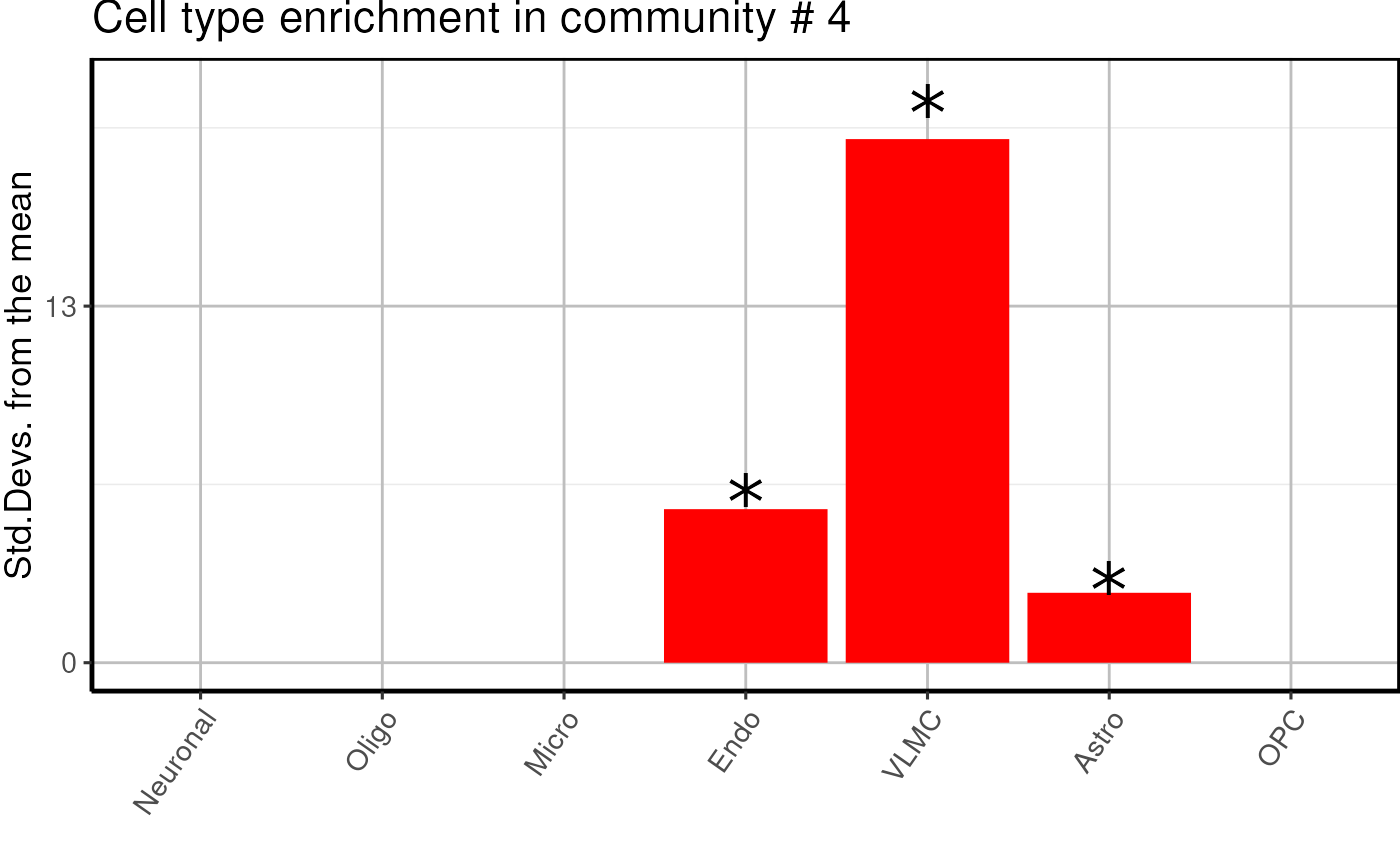 Cell type enrichment in community # 4
Std.Devs. from the mean
13
0
*
*
*
Neuronal
Oligo
Micro
Endo
VLMC
Astro
OPC